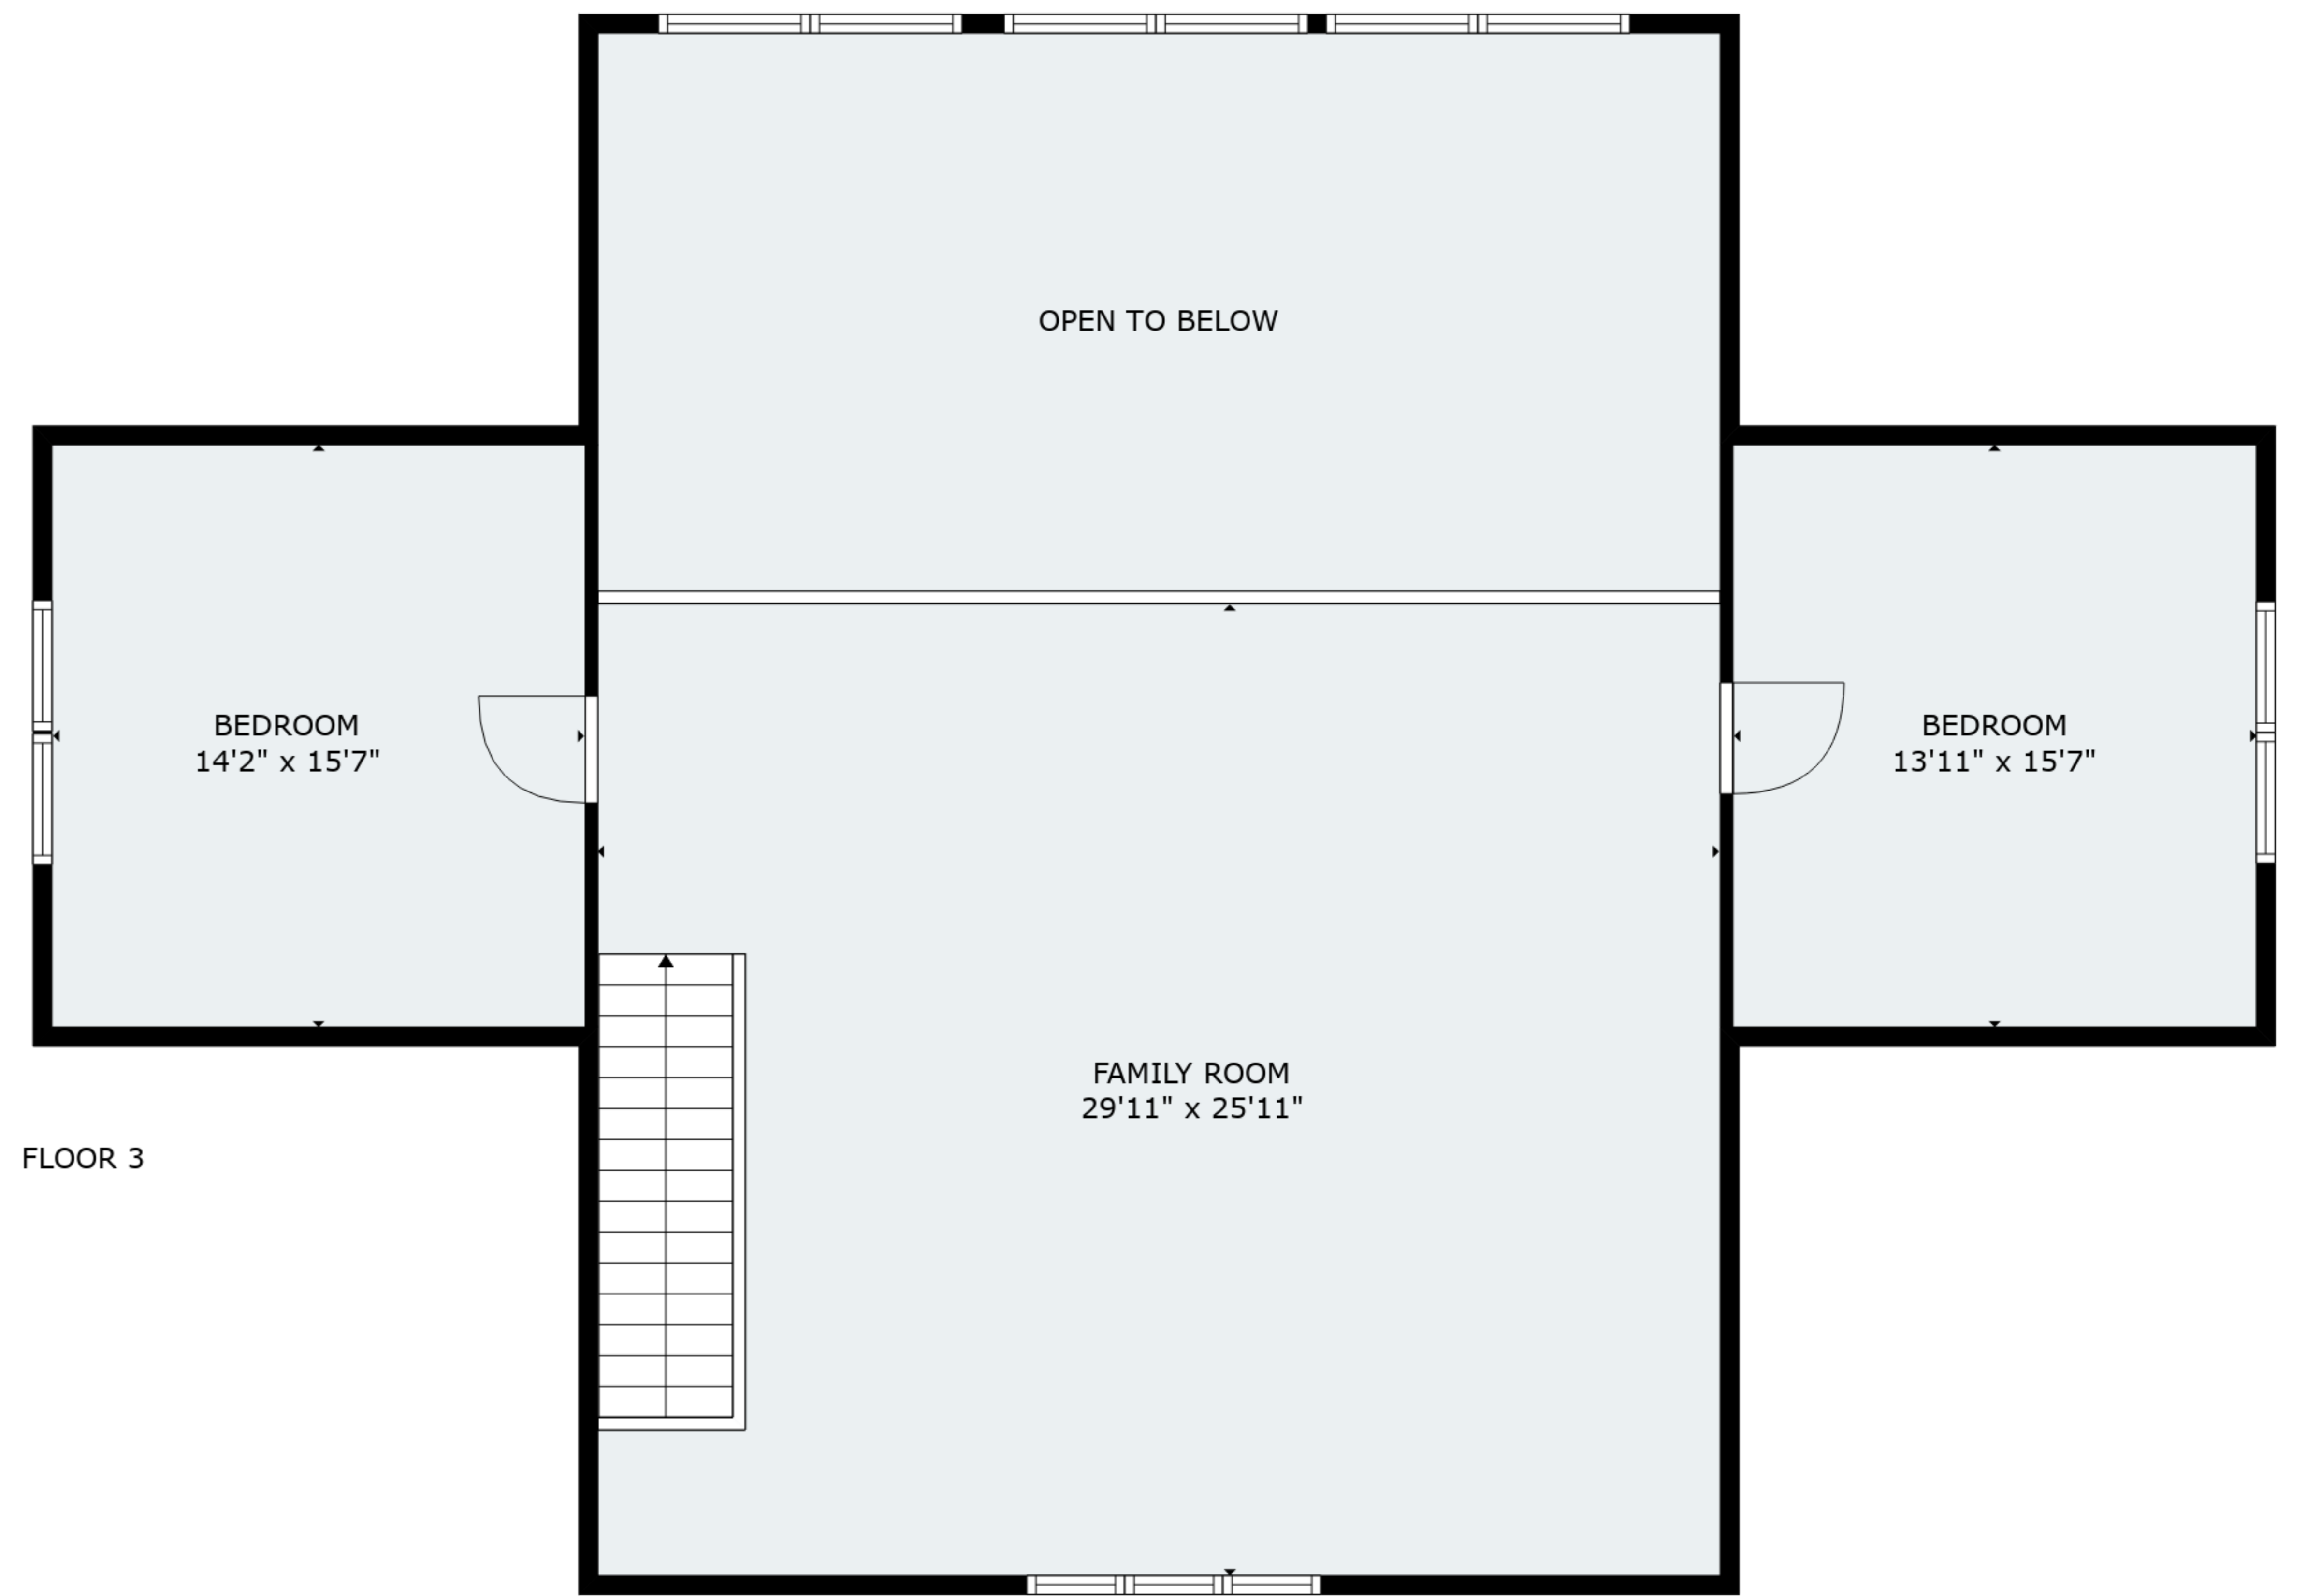 OPEN TO BELOW
BEDROOM
14'2" x 15'7"
BEDROOM
13'11" x 15'7"
FAMILY ROOM
29'11" x 25'11"
FLOOR 3